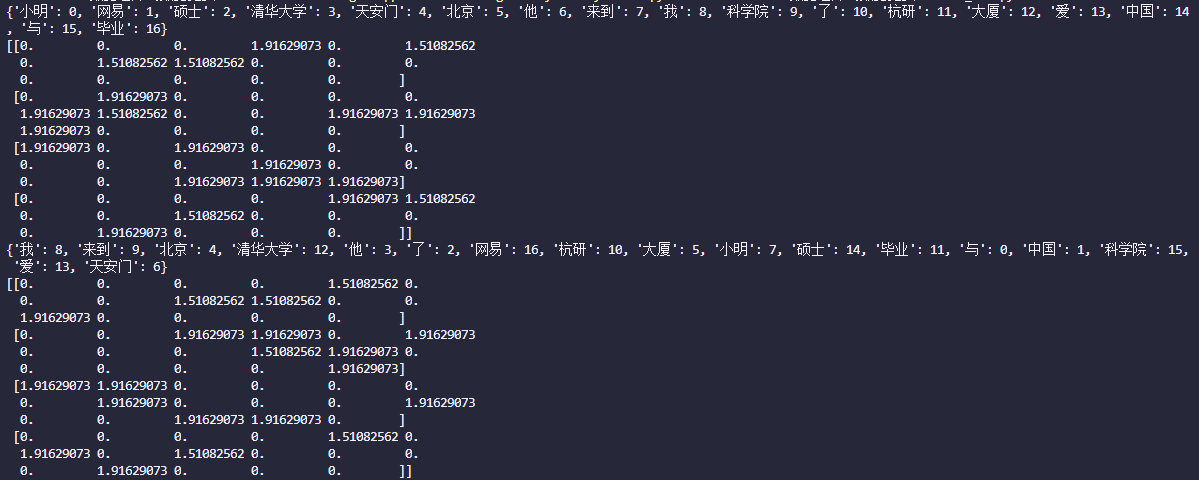 {'小明': 0, '网易': 1, '硕士': 2, '清华大学': 3, '天安门': 4, '北京': 5, '他': 6, '来到': 7, '我': 8, '科学院': 9, '了': 10, '杭研': 11, '大厦': 12, '爱': 13, '中国': 14
, '与': 15, '毕业': 16}
[[0. 0. 0. 1.91629073 0. 1.51082562
0. 1.51082562 1.51082562 0. 0. 0.
0. 0. 0. 0. 0. ]
[0. 1.91629073 0. 0. 0. 0.
1.91629073 1.51082562 0. 0. 1.91629073 1.91629073
1.91629073 0. 0. 0. 0. ]
[1.91629073 0. 1.91629073 0. 0. 0.
0. 0. 0. 1.91629073 0. 0.
0. 0. 1.91629073 1.91629073 1.91629073]
[0. 0. 0. 0. 1.91629073 1.51082562
0. 0. 1.51082562 0. 0. 0.
0. 1.91629073 0. 0. 0. ]]
{'我': 8, '来到': 9, '北京': 4, '清华大学': 12, '他': 3, '了': 2, '网易': 16, '杭研': 10, '大厦': 5, '小明': 7, '硕士': 14, '毕业': 11, '与': 0, '中国': 1, '科学院': 15,
'爱': 13, '天安门': 6}
[[0. 0. 0. 0. 1.51082562 0.
0. 0. 1.51082562 1.51082562 0. 0.
1.91629073 0. 0. 0. 0. ]
[0. 0. 1.91629073 1.91629073 0. 1.91629073
0. 0. 0. 1.51082562 1.91629073 0.
0. 0. 0. 0. 1.91629073]
[1.91629073 1.91629073 0. 0. 0. 0.
0. 1.91629073 0. 0. 0. 1.91629073
0. 0. 1.91629073 1.91629073 0. ]
[0. 0. 0. 0. 1.51082562 0.
1.91629073 0. 1.51082562 0. 0. 0.
0. 1.91629073 0. 0. 0. ]]